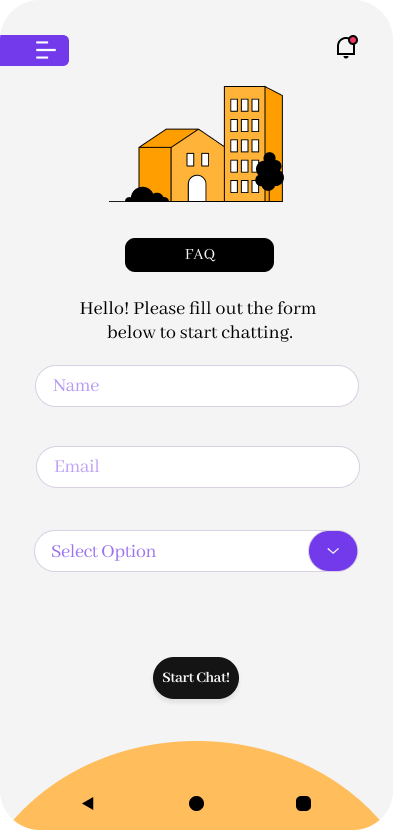 FAQ
Hello! Please fill out the form
below to start chatting.
Name
Email
Select Option
Start Chat!